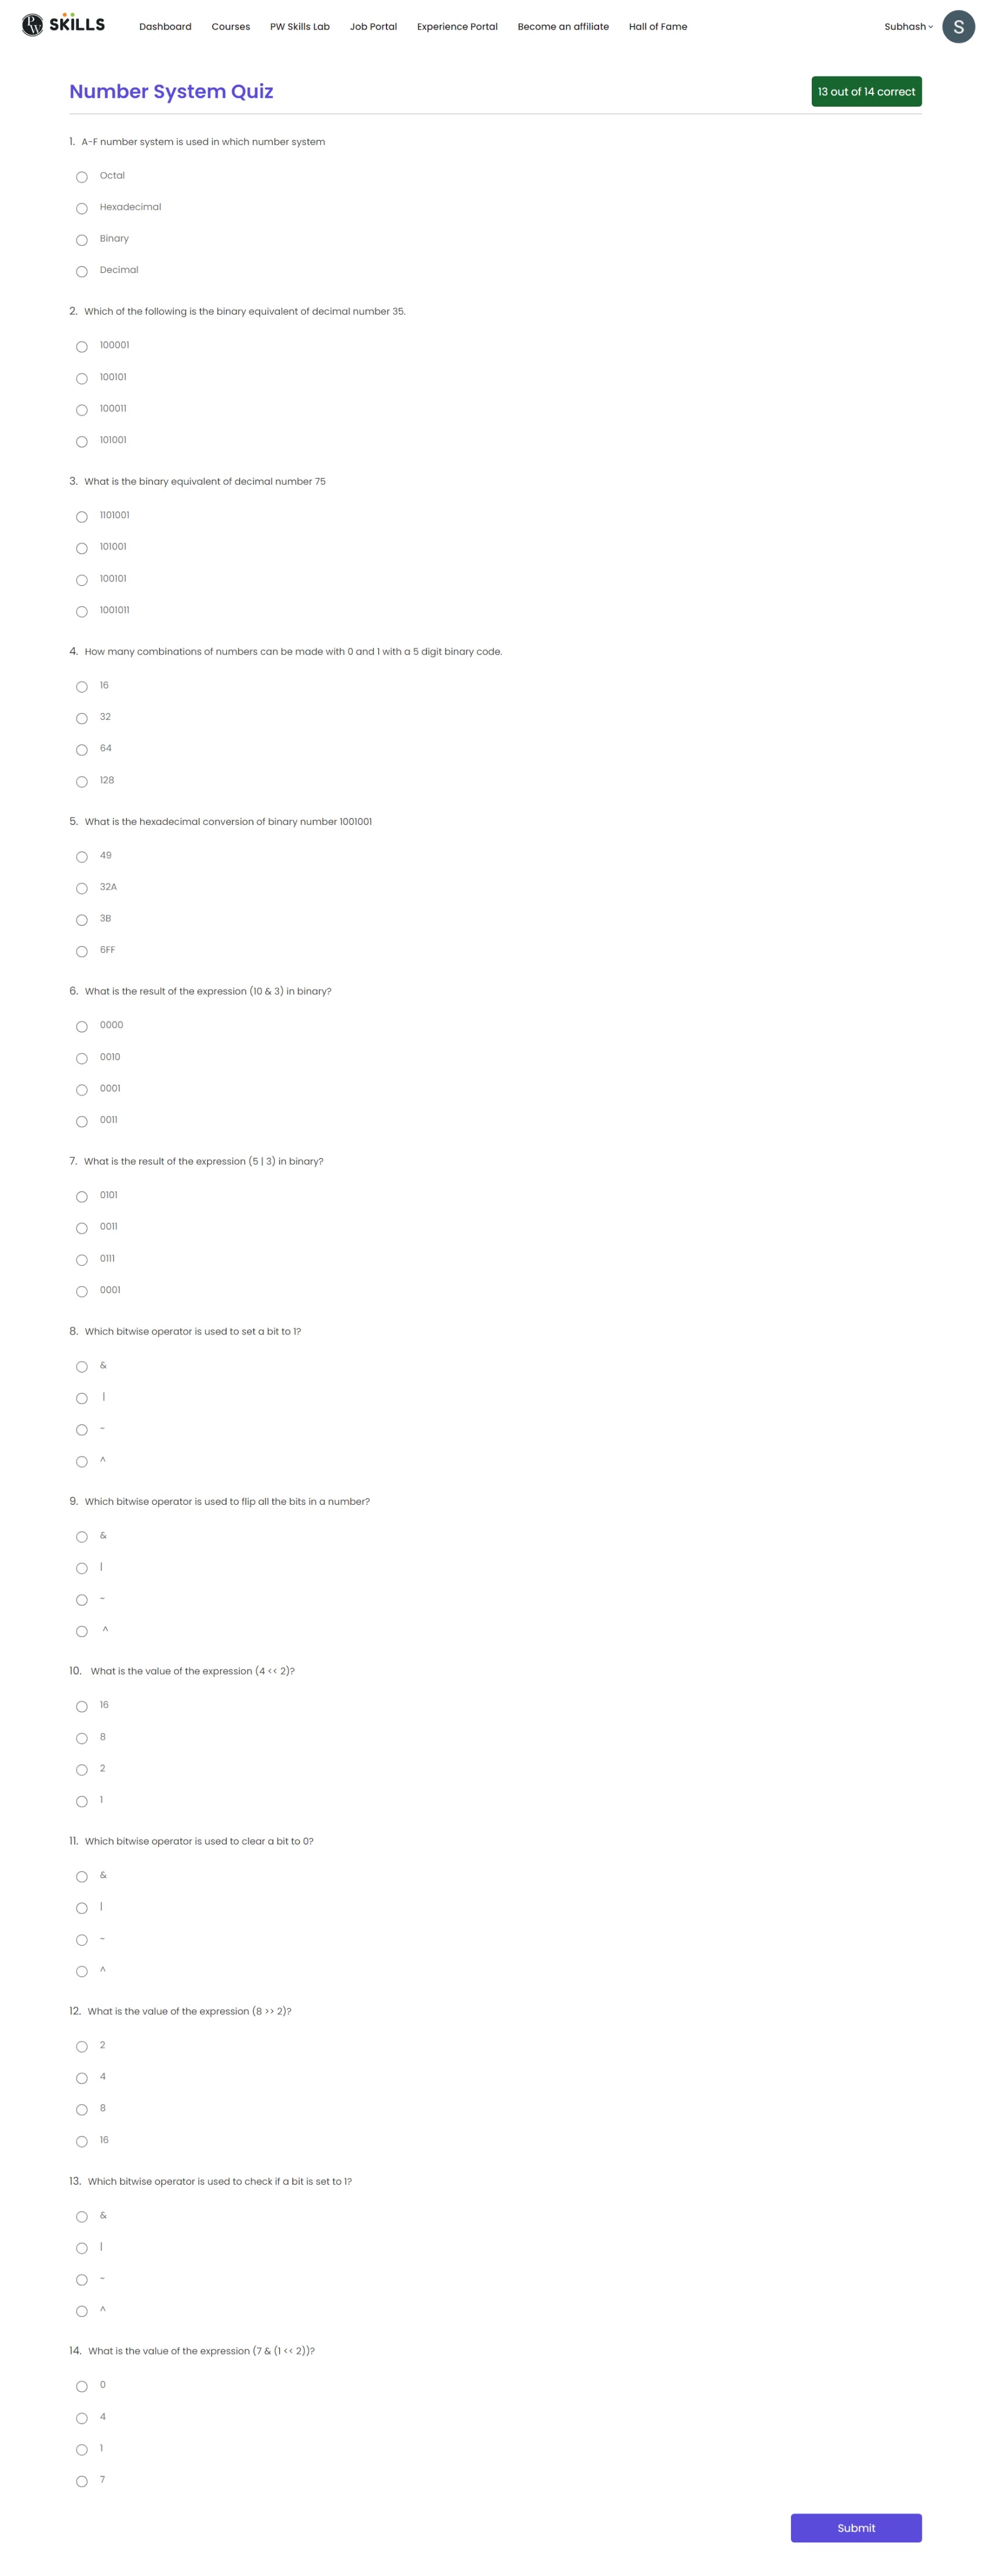 PW SKILLS
Dashboard Courses PW Skills Lab Job Portal Experience Portal Become an affiliate Hall of Fame Subhash S
Number System Quiz 13 out of 14 correct
1. A-F number system is used in which number system
Octal
Hexadecimal
Binary
Decimal
2. Which of the following is the binary equivalent of decimal number 35.
100001
100101
100011
101001
3. What is the binary equivalent of decimal number 75
1101001
101001
100101
1001011
4. How many combinations of numbers can be made with 0 and 1 with a 5 digit binary code.
16
32
64
128
5. What is the hexadecimal conversion of binary number 1001001
49
32A
3B
6FF
6. What is the result of the expression (10 & 3) in binary?
0000
0010
0001
0011
7. What is the result of the expression (5 | 3) in binary?
0101
0011
0111
0001
8. Which bitwise operator is used to set a bit to 1?
&
|
~
^
9. Which bitwise operator is used to flip all the bits in a number?
&
|
~
^
10. What is the value of the expression (4 << 2)?
16
8
2
1
11. Which bitwise operator is used to clear a bit to 0?
&
|
~
^
12. What is the value of the expression (8 >> 2)?
2
4
8
16
13. Which bitwise operator is used to check if a bit is set to 1?
&
|
~
^
14. What is the value of the expression (7 & (1 << 2))?
0
4
1
7
Submit